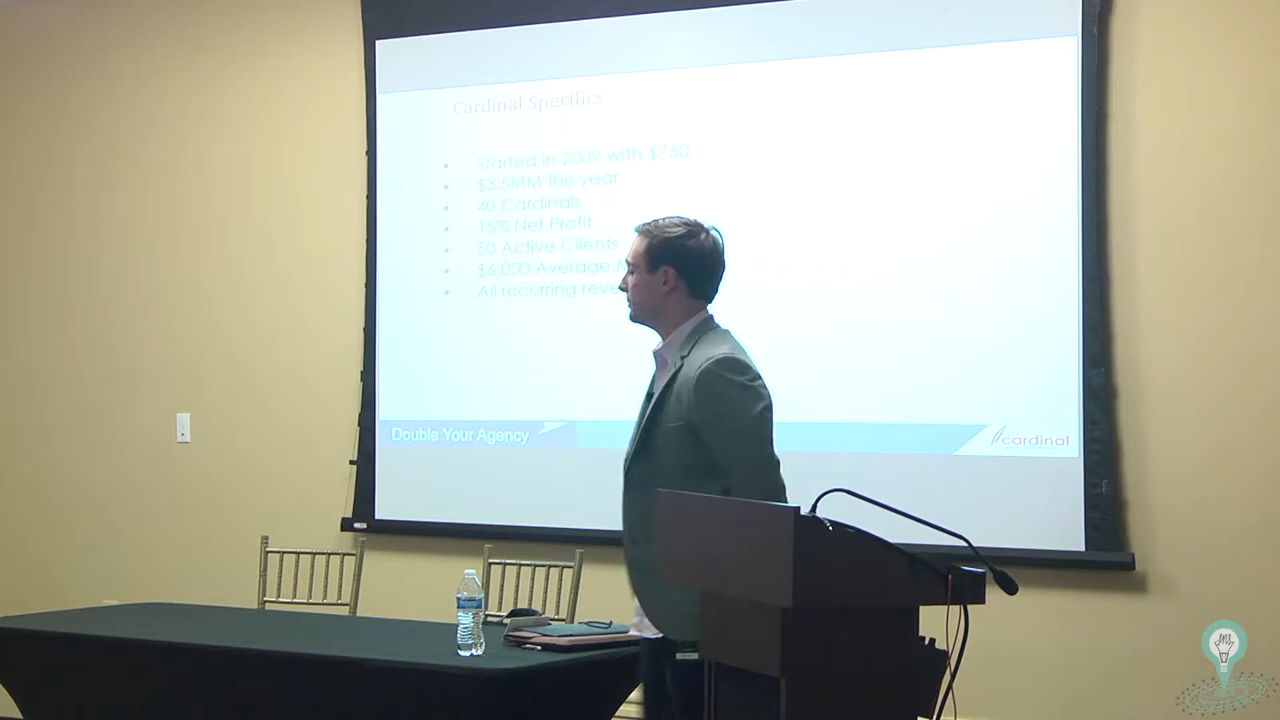 Cardinal Specifics
Started in 2009 with $750
$3.5MM this year
40 Cardinals
15% Net Profit
50 Active Clients
$6,000 Average
All recurring
Double Your Agency
cardinal